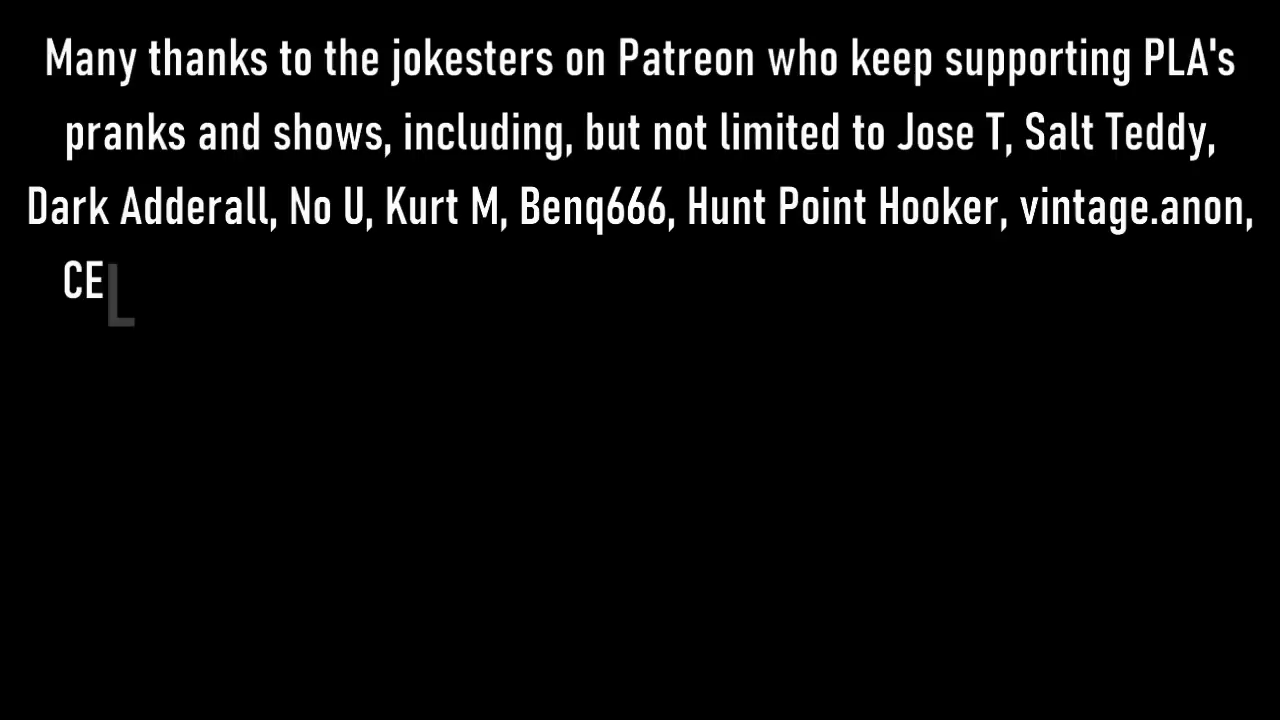 Many thanks to the jokesters on Patreon who keep supporting PLA's
pranks and shows, including, but not limited to Jose T, Salt Teddy,
Dark Adderall, No U, Kurt M, Benq666, Hunt Point Hooker, vintage.anon,
CEL